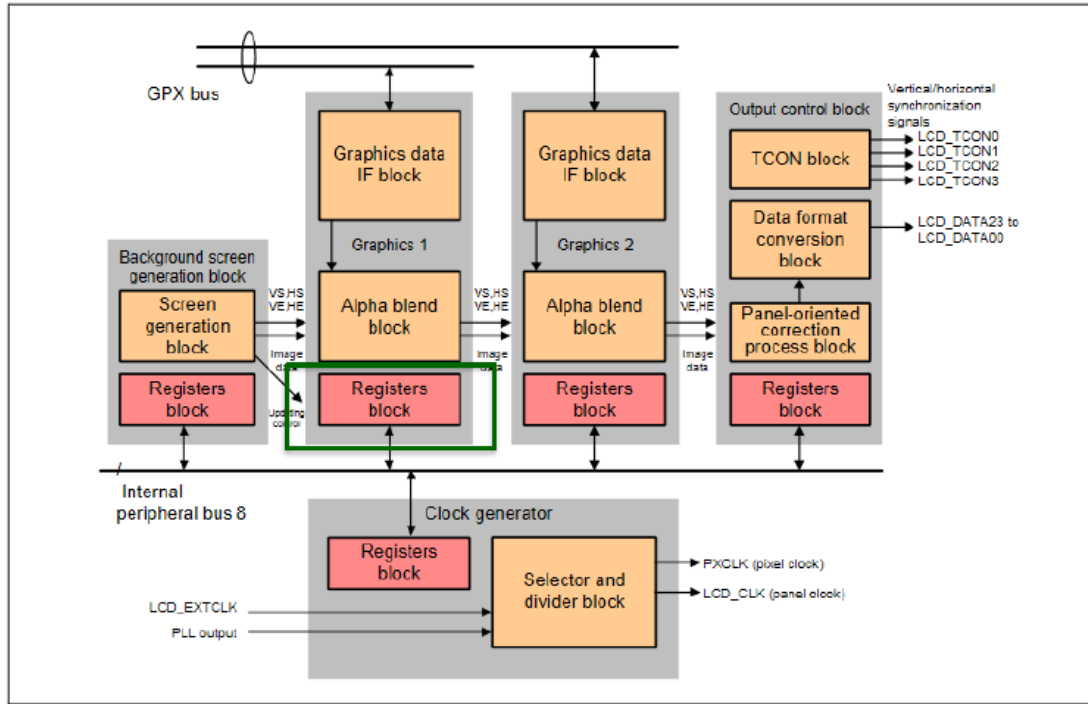 GPX bus
Graphics data
IF block
Graphics 1
Alpha blend
block
Registers
block
Graphics data
IF block
Graphics 2
Alpha blend
block
Registers
block
Output control block
Vertical/horizontal
synchronization
signals
TCON block
LCD_TCON0
LCD_TCON1
LCD_TCON2
LCD_TCON3
Data format
conversion
block
LCD_DATA23 to
LCD_DATA00
Panel-oriented
correction
process block
Registers
block
Background screen
generation block
Screen
generation
block
Registers
block
VS,HS
VE,HE
Image
data
Updating
control
VS,HS
VE,HE
Image
data
VS,HS
VE,HE
Image
data
Internal
peripheral bus 8
Clock generator
Registers
block
Selector and
divider block
LCD_EXTCLK
PLL output
PXCLK (pixel clock)
LCD_CLK (panel clock)